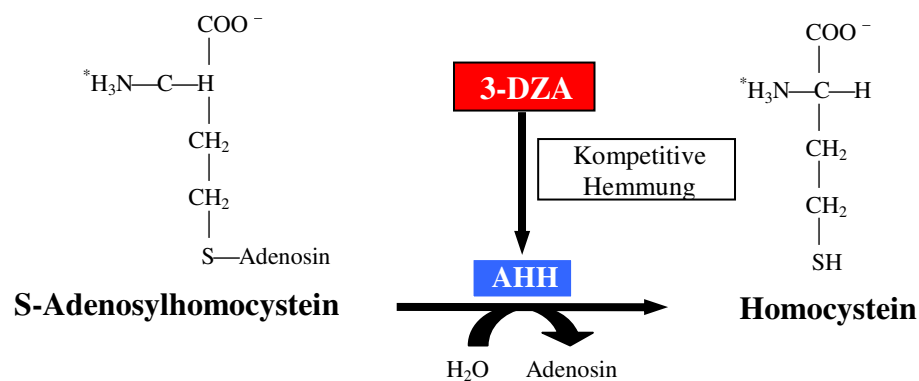 COO⁻
*H₃N—C—H
CH₂
CH₂
S—Adenosin
S-Adenosylhomocystein
3-DZA
Kompetitive
Hemmung
AHH
H₂O
Adenosin
COO⁻
*H₃N—C—H
CH₂
CH₂
SH
Homocystein